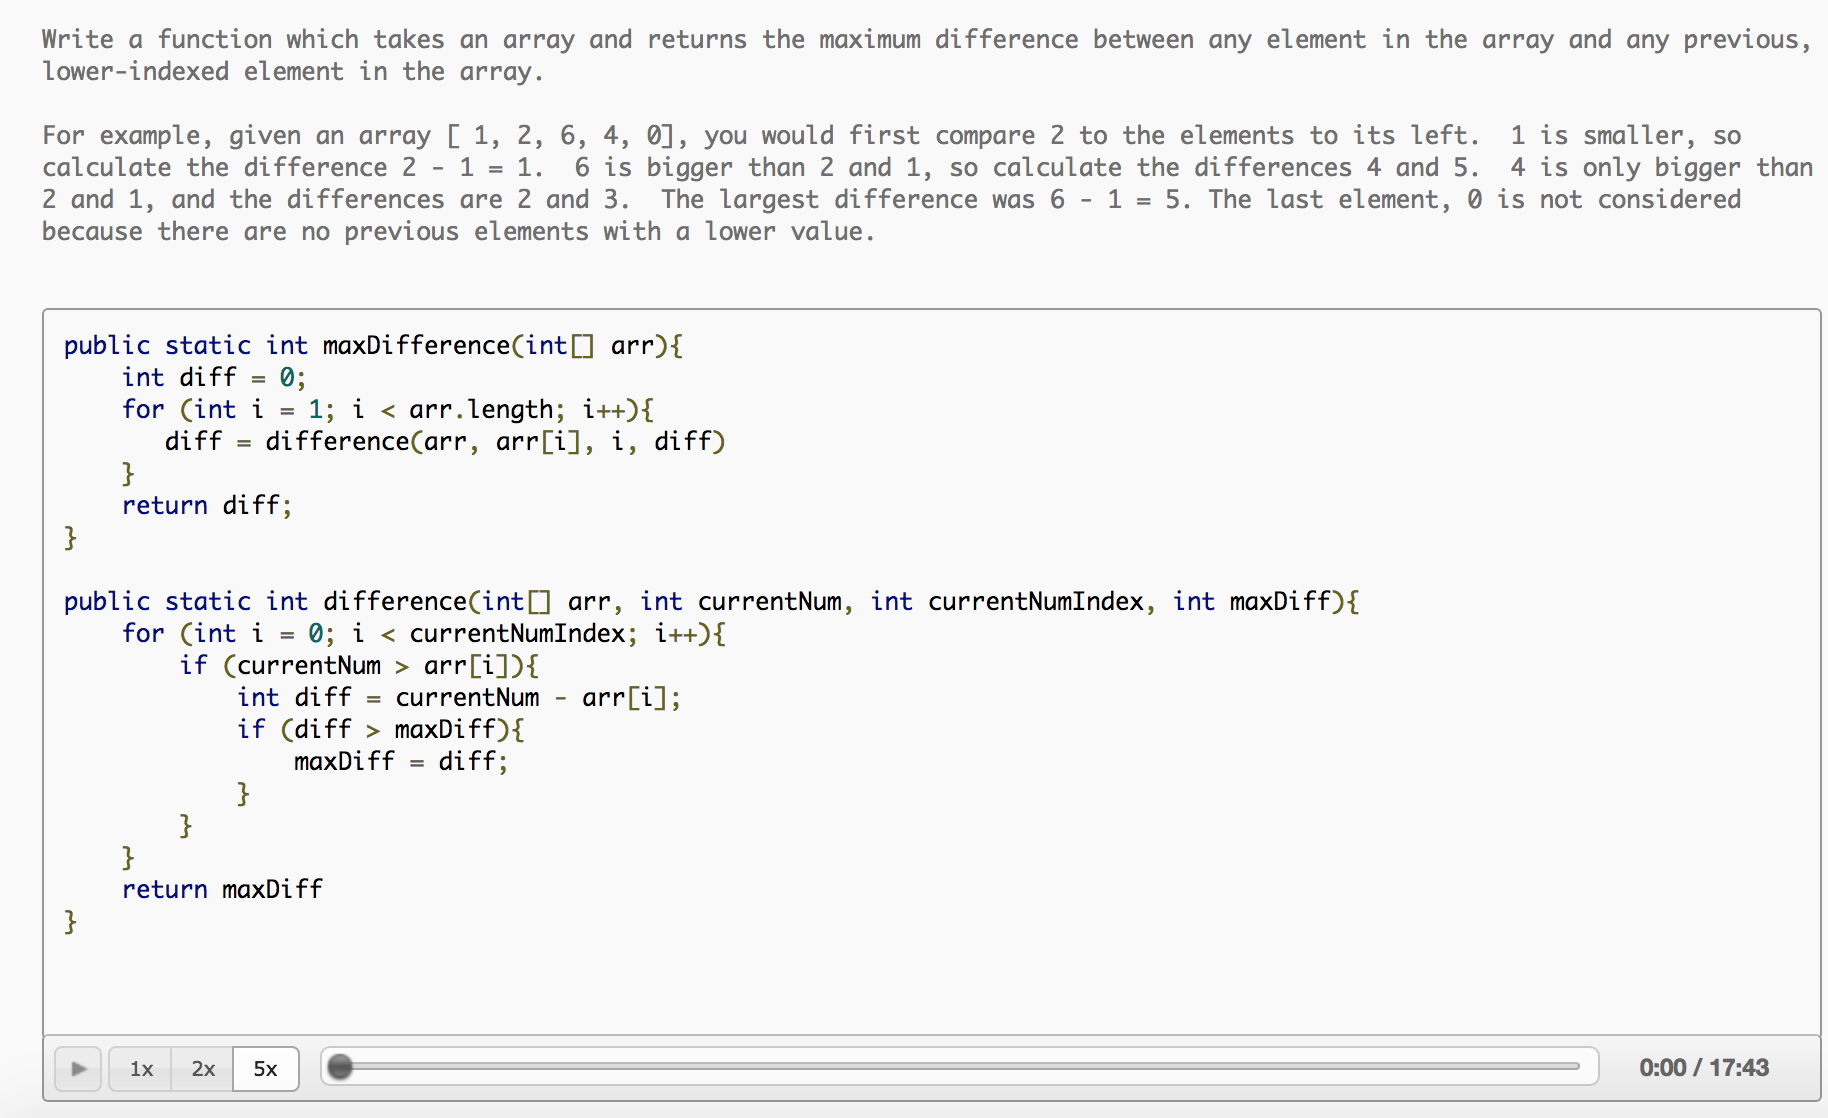 Write a function which takes an array and returns the maximum difference between any element in the array and any previous,
lower-indexed element in the array.
For example, given an array [ 1, 2, 6, 4, 0], you would first compare 2 to the elements to its left.  1 is smaller, so
calculate the difference 2 - 1 = 1.  6 is bigger than 2 and 1, so calculate the differences 4 and 5.  4 is only bigger than
2 and 1, and the differences are 2 and 3.  The largest difference was 6 - 1 = 5. The last element, 0 is not considered
because there are no previous elements with a lower value.
public static int maxDifference(int[] arr){
    int diff = 0;
    for (int i = 1; i < arr.length; i++){
       diff = difference(arr, arr[i], i, diff)
    }
    return diff;
}
public static int difference(int[] arr, int currentNum, int currentNumIndex, int maxDiff){
    for (int i = 0; i < currentNumIndex; i++){
        if (currentNum > arr[i]){
            int diff = currentNum - arr[i];
            if (diff > maxDiff){
                maxDiff = diff;
            }
        }
    }
    return maxDiff
}
1x 2x 5x 0:00 / 17:43